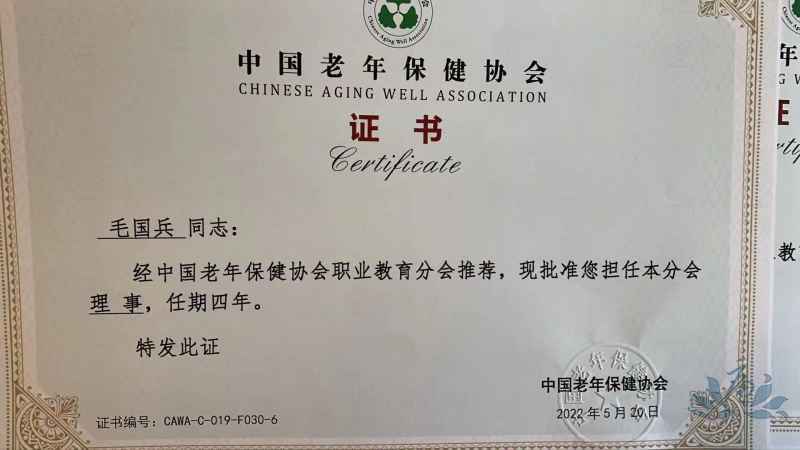 Chinese Aging Well Association
中国老年保健协会
CHINESE AGING WELL ASSOCIATION
证书
Certificate
毛国兵 同志：
经中国老年保健协会职业教育分会推荐，现批准您担任本分会
理 事，任期四年。
特发此证
中国老年保健协会
2022年5月20日
证书编号：CAWA-C-019-F030-6